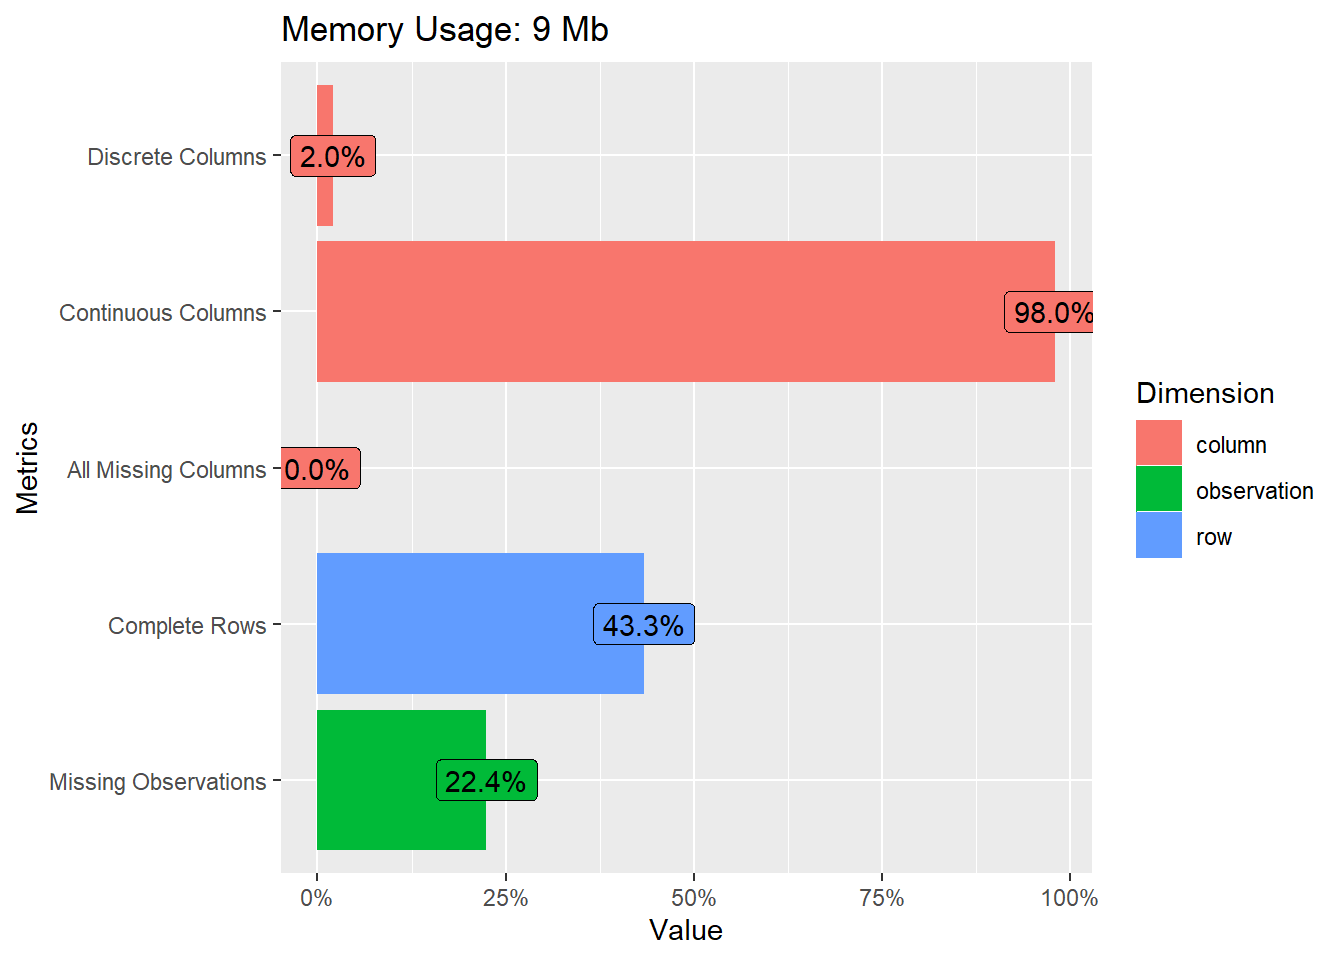 Memory Usage: 9 Mb
Metrics
Discrete Columns
2.0%
Continuous Columns
98.0%
All Missing Columns
0.0%
Complete Rows
43.3%
Missing Observations
22.4%
0%
25%
50%
75%
100%
Value
Dimension
column
observation
row